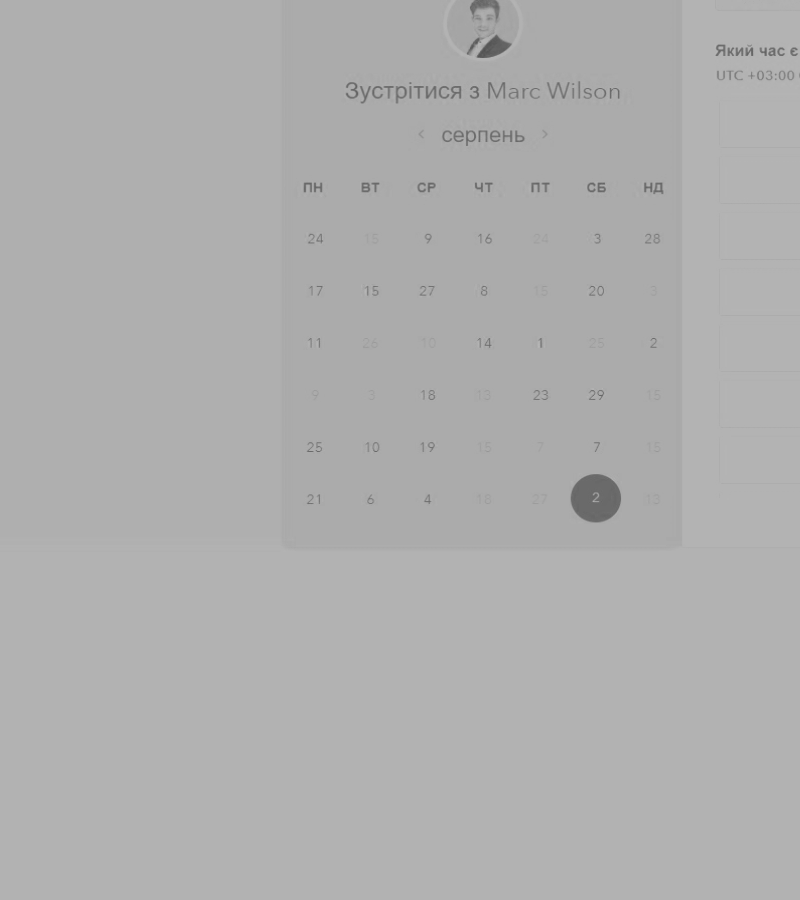 Зустрітися з Marc Wilson
‹ серпень ›
ПН ВТ СР ЧТ ПТ СБ НД
24 15 9 16 24 3 28
17 15 27 8 15 20 3
11 26 10 14 1 25 2
9 3 18 13 23 29 15
25 10 19 15 7 7 15
21 6 4 18 27 2 13
Який час є
UTC +03:00